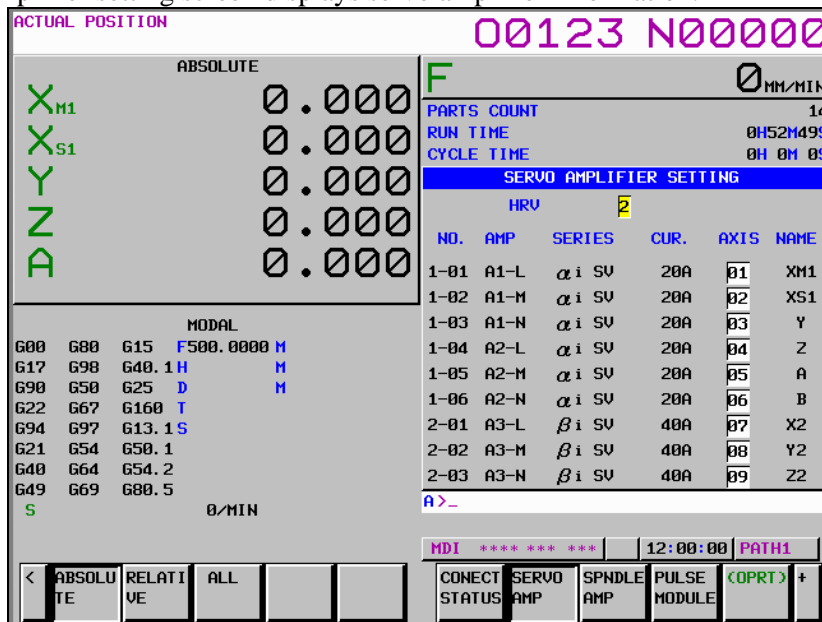 ACTUAL POSITION
O0123 N0000
ABSOLUTE
XM1 0.000
XS1 0.000
Y 0.000
Z 0.000
A 0.000
MODAL
G00 G80 G15 F500.0000 M
G17 G98 G40.1 H M
G90 G50 G25 D M
G22 G67 G160 T
G94 G97 G13.1 S
G21 G54 G50.1
G40 G64 G54.2
G49 G69 G80.5
S 0/MIN
F 0 MM/MIN
PARTS COUNT 14
RUN TIME 0H52M49S
CYCLE TIME 0H 0M 0S
SERVO AMPLIFIER SETTING
HRV 2
NO. AMP SERIES CUR. AXIS NAME
1-01 A1-L αi SV 20A 01 XM1
1-02 A1-M αi SV 20A 02 XS1
1-03 A1-N αi SV 20A 03 Y
1-04 A2-L αi SV 20A 04 Z
1-05 A2-M αi SV 20A 05 A
1-06 A2-N αi SV 20A 06 B
2-01 A3-L βi SV 40A 07 X2
2-02 A3-M βi SV 40A 08 Y2
2-03 A3-N βi SV 40A 09 Z2
A>_
MDI **** *** *** 12:00:00 PATH1
< ABSOLU RELATI ALL CONECT SERVO SPNDLE PULSE (OPRT) +
TE VE STATUS AMP AMP MODULE